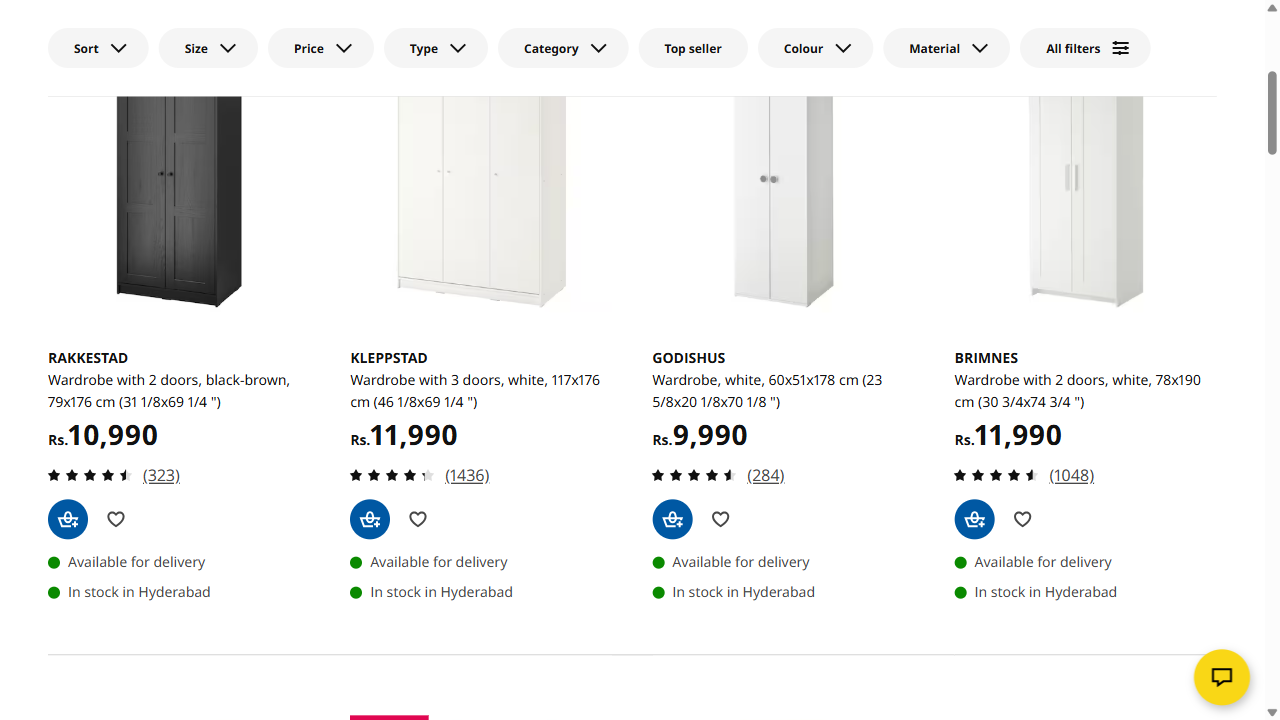 Sort
Size
Price
Type
Category
Top seller
Colour
Material
All filters
RAKKESTAD
Wardrobe with 2 doors, black-brown,
79x176 cm (31 1/8x69 1/4 ")
Rs.10,990
(323)
Available for delivery
In stock in Hyderabad
KLEPPSTAD
Wardrobe with 3 doors, white, 117x176
cm (46 1/8x69 1/4 ")
Rs.11,990
(1436)
Available for delivery
In stock in Hyderabad
GODISHUS
Wardrobe, white, 60x51x178 cm (23
5/8x20 1/8x70 1/8 ")
Rs.9,990
(284)
Available for delivery
In stock in Hyderabad
BRIMNES
Wardrobe with 2 doors, white, 78x190
cm (30 3/4x74 3/4 ")
Rs.11,990
(1048)
Available for delivery
In stock in Hyderabad